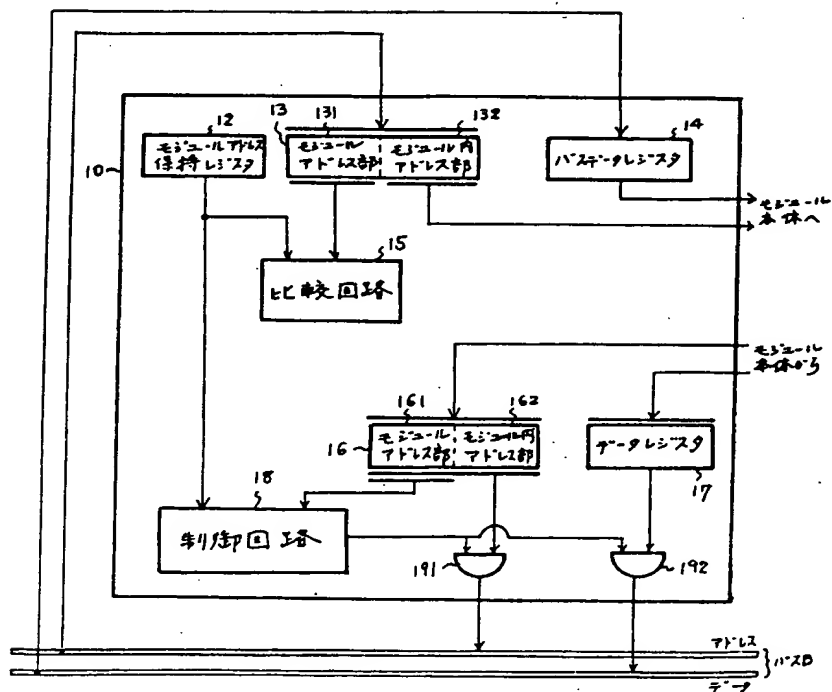 12
モジュールアドレス
保持レジスタ
13
131
132
モジュール
アドレス部
モジュール内
アドレス部
14
バスデータレジスタ
10
モジュール
本体へ
15
比較回路
モジュール
本体から
161
162
16
モジュール
アドレス部
モジュール内
アドレス部
データレジスタ
17
18
制御回路
191
192
アドレス
バスB
データ